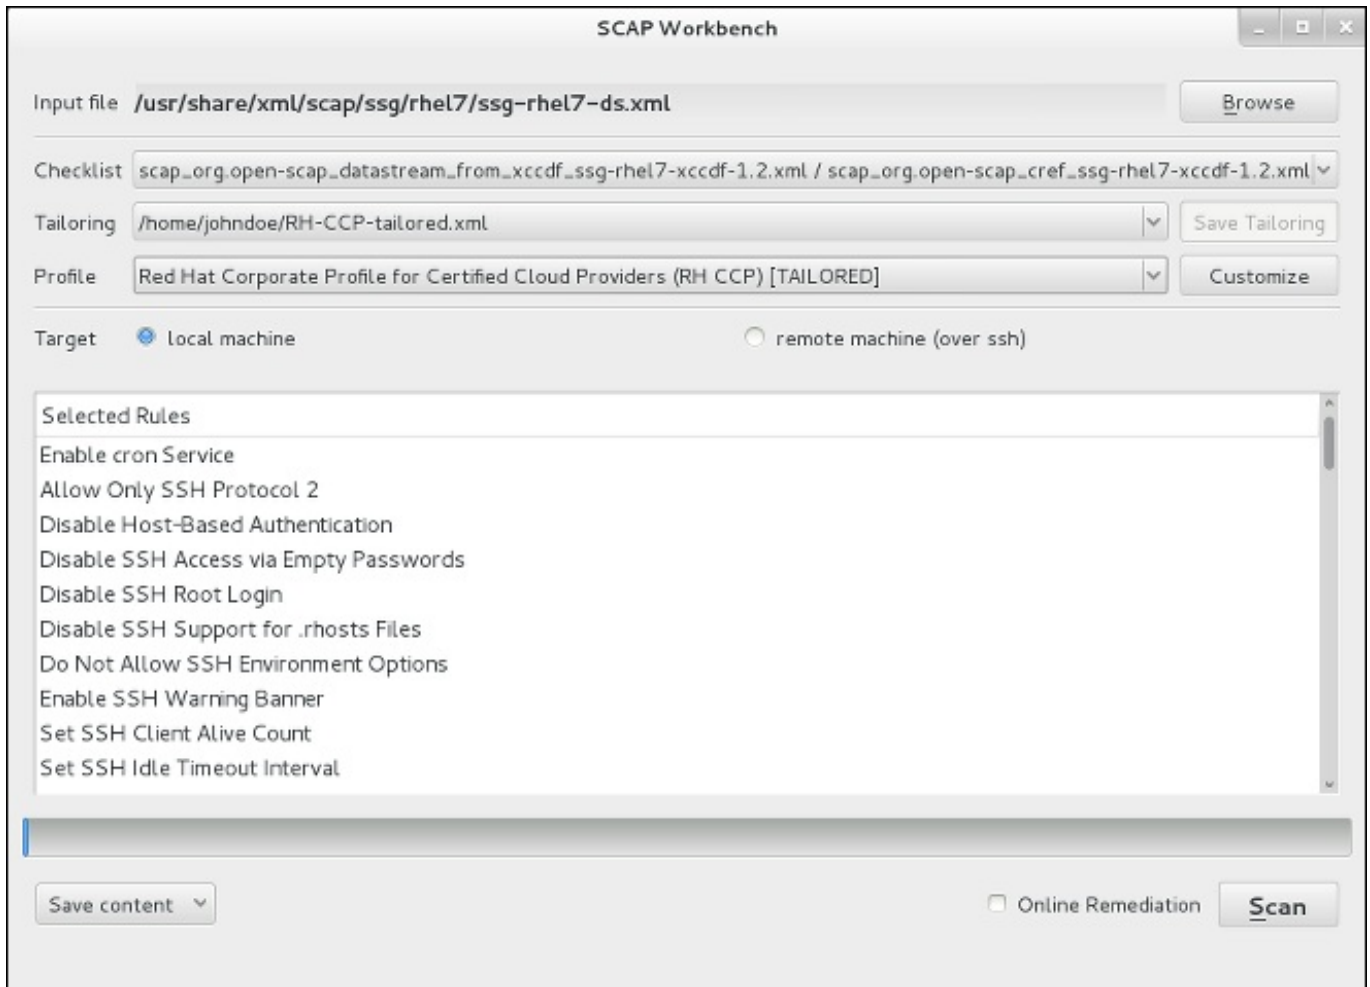 SCAP Workbench
Input file /usr/share/xml/scap/ssg/rhel7/ssg-rhel7-ds.xml Browse
Checklist scap_org.open-scap_datastream_from_xccdf_ssg-rhel7-xccdf-1.2.xml / scap_org.open-scap_cref_ssg-rhel7-xccdf-1.2.xml
Tailoring /home/johndoe/RH-CCP-tailored.xml Save Tailoring
Profile Red Hat Corporate Profile for Certified Cloud Providers (RH CCP) [TAILORED] Customize
Target local machine remote machine (over ssh)
Selected Rules
Enable cron Service
Allow Only SSH Protocol 2
Disable Host-Based Authentication
Disable SSH Access via Empty Passwords
Disable SSH Root Login
Disable SSH Support for .rhosts Files
Do Not Allow SSH Environment Options
Enable SSH Warning Banner
Set SSH Client Alive Count
Set SSH Idle Timeout Interval
Save content Online Remediation Scan